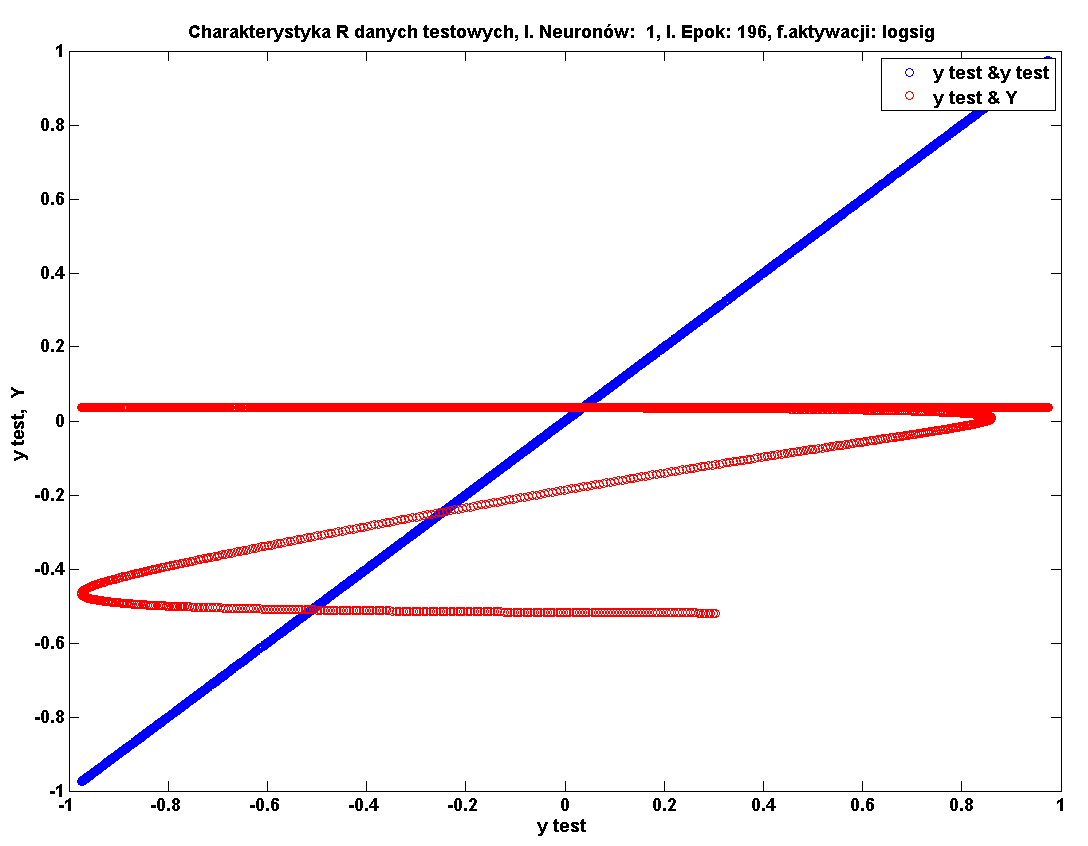 Charakterystyka R danych testowych, l. Neuronów:  1, l. Epok: 196, f.aktywacji: logsig
y test &y test
y test & Y
1
0.8
0.6
0.4
0.2
0
-0.2
-0.4
-0.6
-0.8
-1
y test,  Y
-1 -0.8 -0.6 -0.4 -0.2 0 0.2 0.4 0.6 0.8 1
y test